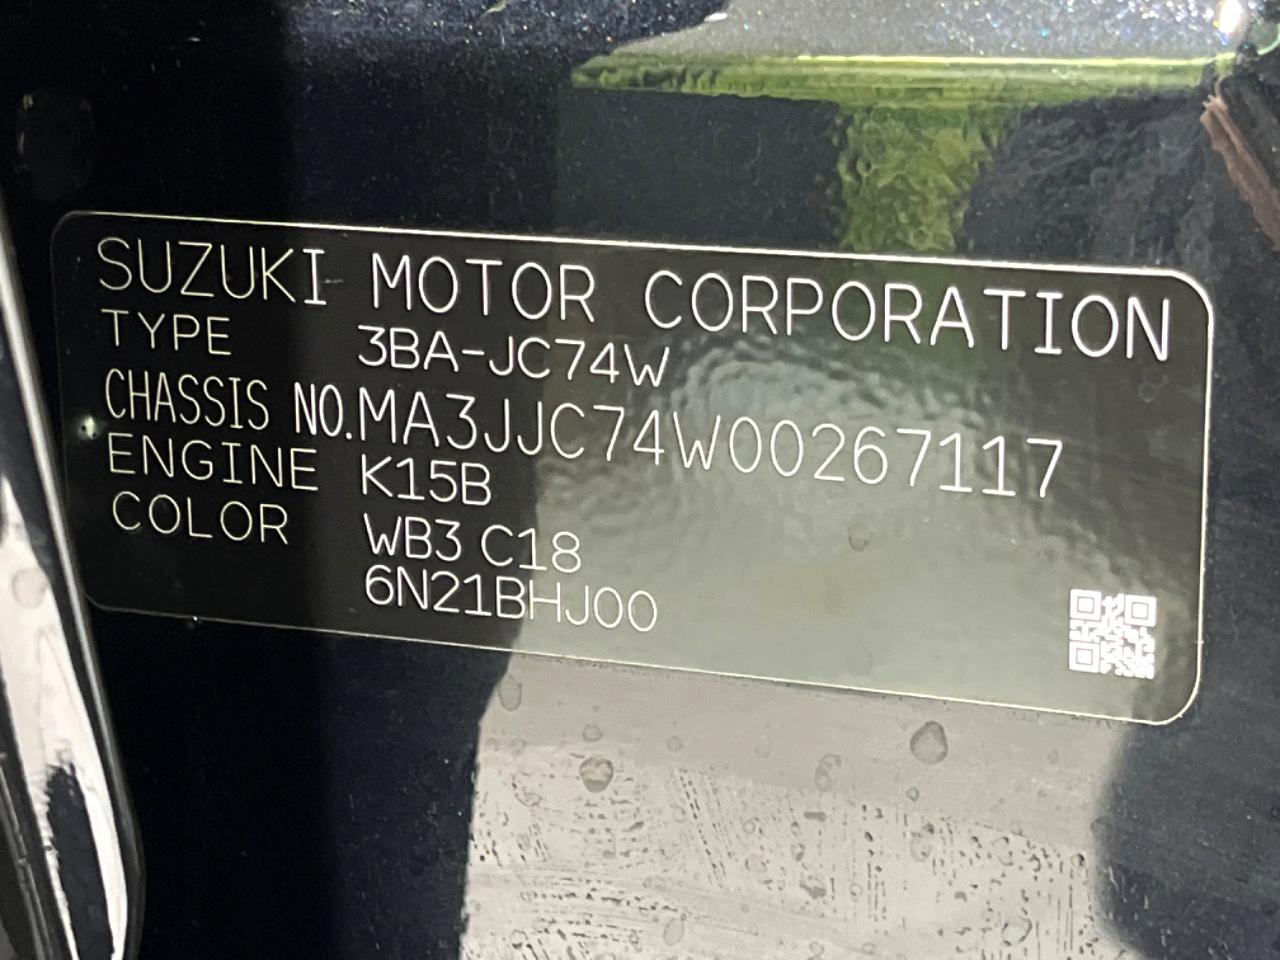 SUZUKI MOTOR CORPORATION
TYPE 3BA-JC74W
CHASSIS NO. MA3JJC74W00267117
ENGINE K15B
COLOR WB3 C18
6N21BHJ00